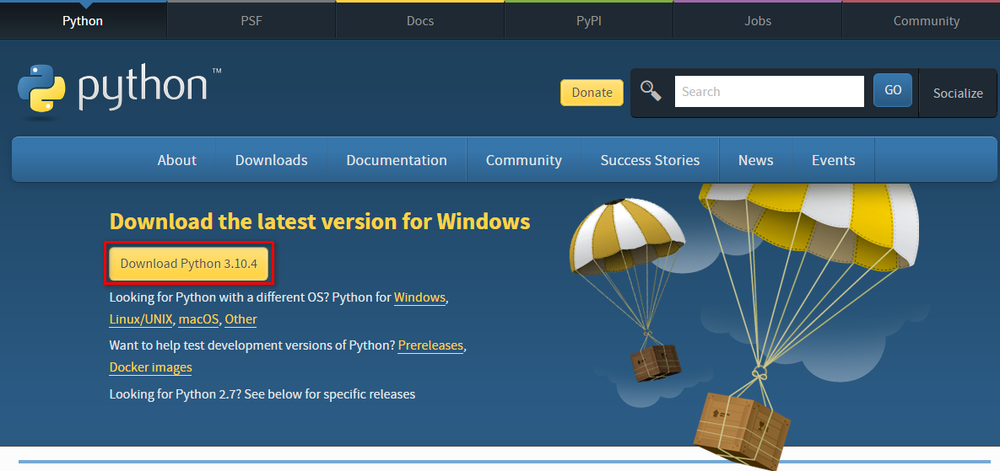 Python PSF Docs PyPI Jobs Community
python™
Donate Search GO Socialize
About Downloads Documentation Community Success Stories News Events
Download the latest version for Windows
Download Python 3.10.4
Looking for Python with a different OS? Python for Windows,
Linux/UNIX, macOS, Other
Want to help test development versions of Python? Prereleases,
Docker images
Looking for Python 2.7? See below for specific releases